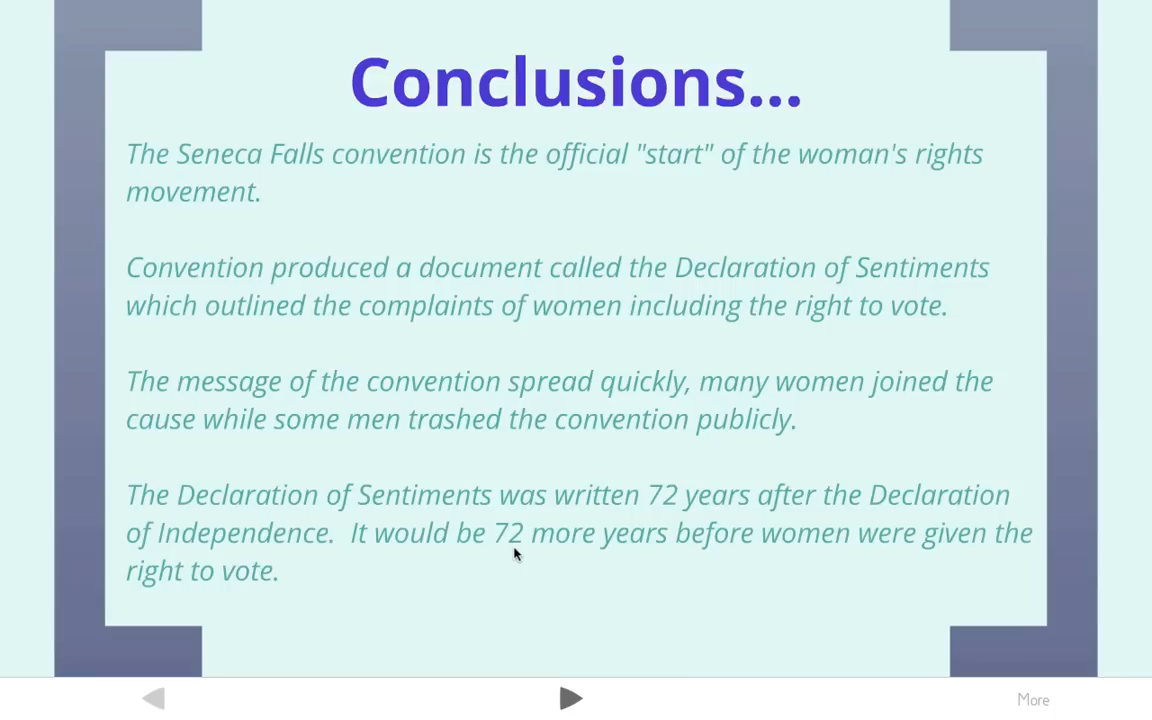 Conclusions...
The Seneca Falls convention is the official "start" of the woman's rights
movement.
Convention produced a document called the Declaration of Sentiments
which outlined the complaints of women including the right to vote.
The message of the convention spread quickly, many women joined the
cause while some men trashed the convention publicly.
The Declaration of Sentiments was written 72 years after the Declaration
of Independence.  It would be 72 more years before women were given the
right to vote.
More